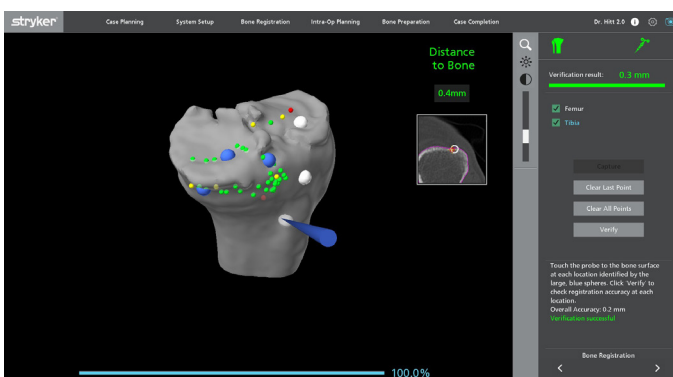 stryker
Case Planning
System Setup
Bone Registration
Intra-Op Planning
Bone Preparation
Case Completion
Dr. Hitt 2.0
Distance
to Bone
0.4mm
100.0%
Verification result:
0.3 mm
Femur
Tibia
Capture
Clear Last Point
Clear All Points
Verify
Touch the probe to the bone surface
at each location identified by the
large, blue spheres. Click 'Verify' to
check registration accuracy at each
location.
Overall Accuracy: 0.2 mm
Verification successful
Bone Registration